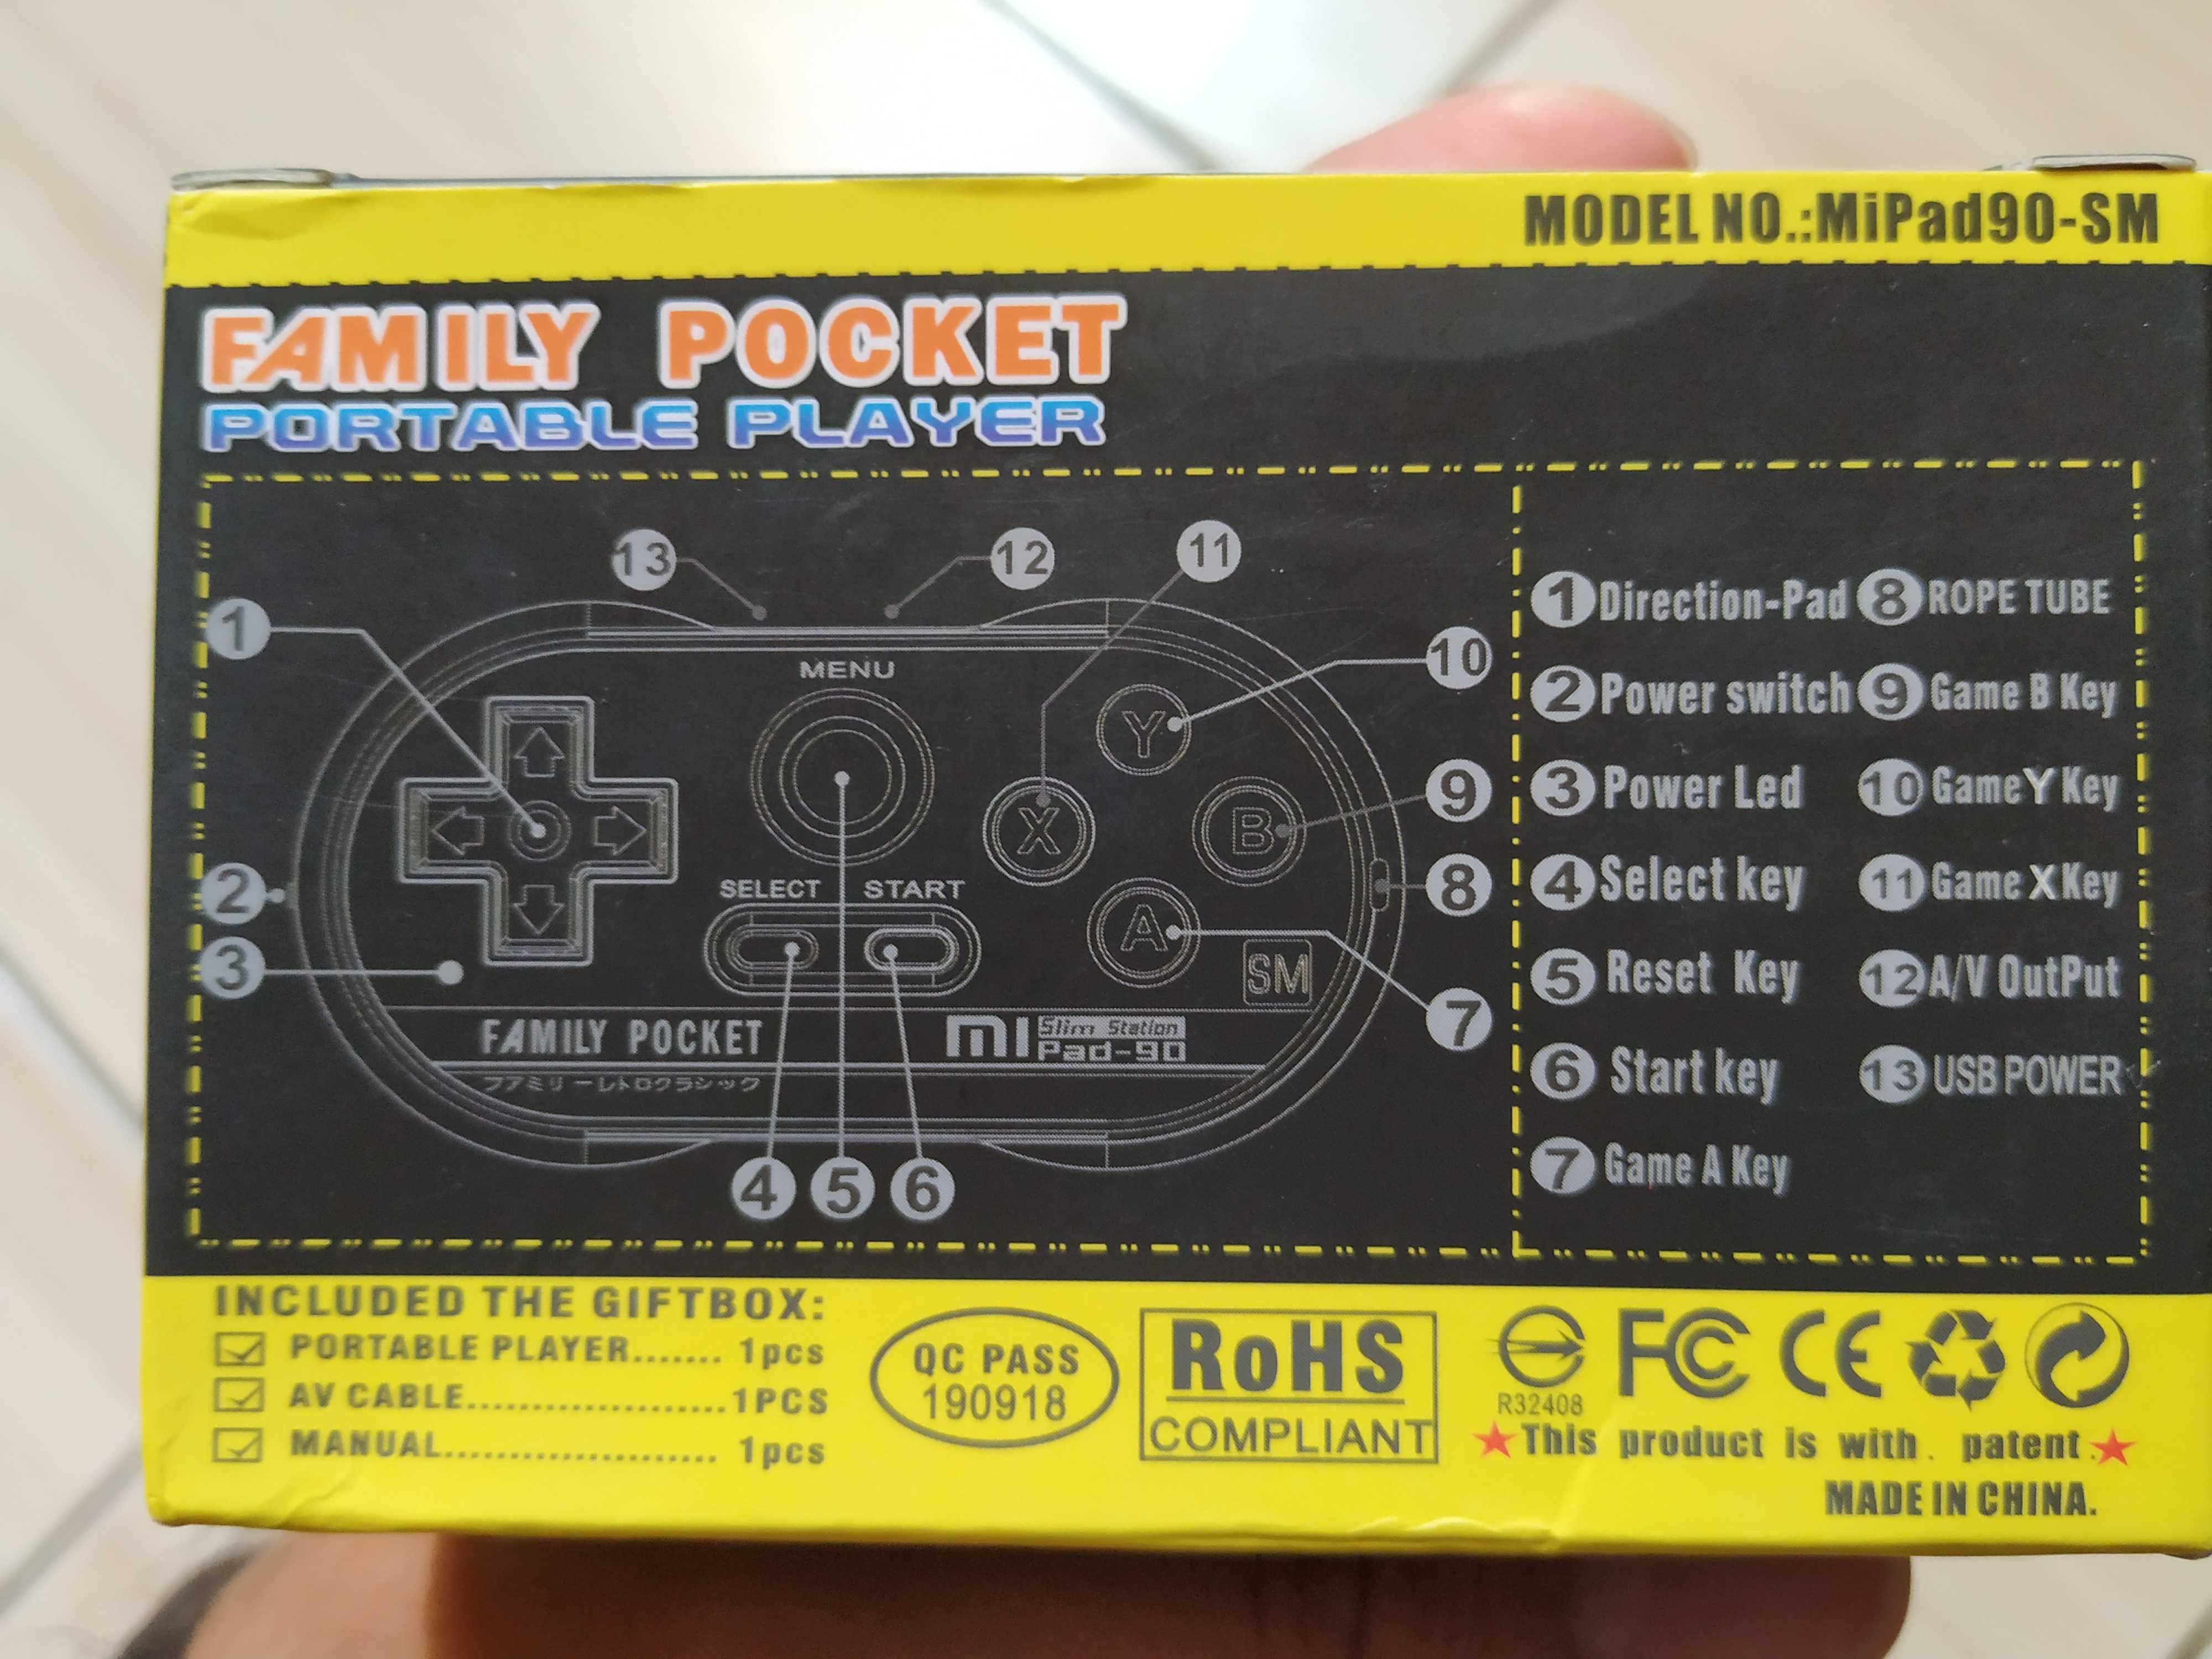 MODEL NO.:MiPad90-SM
FAMILY POCKET
PORTABLE PLAYER
13
12
11
1
10
MENU
Y
X
B
9
2
SELECT START
8
A
3
SM
7
FAMILY POCKET
mi Slim Station
Pad-90
ファミリーレトロクラシック
4 5 6
1 Direction-Pad 8 ROPE TUBE
2 Power switch 9 Game B Key
3 Power Led 10 Game Y Key
4 Select key 11 Game X Key
5 Reset Key 12 A/V OutPut
6 Start key 13 USB POWER
7 Game A Key
INCLUDED THE GIFTBOX:
PORTABLE PLAYER....... 1pcs
AV CABLE.....................1PCS
MANUAL...................... 1pcs
QC PASS
190918
RoHS
COMPLIANT
R32408
FC CE
★This product is with. patent.★
MADE IN CHINA.